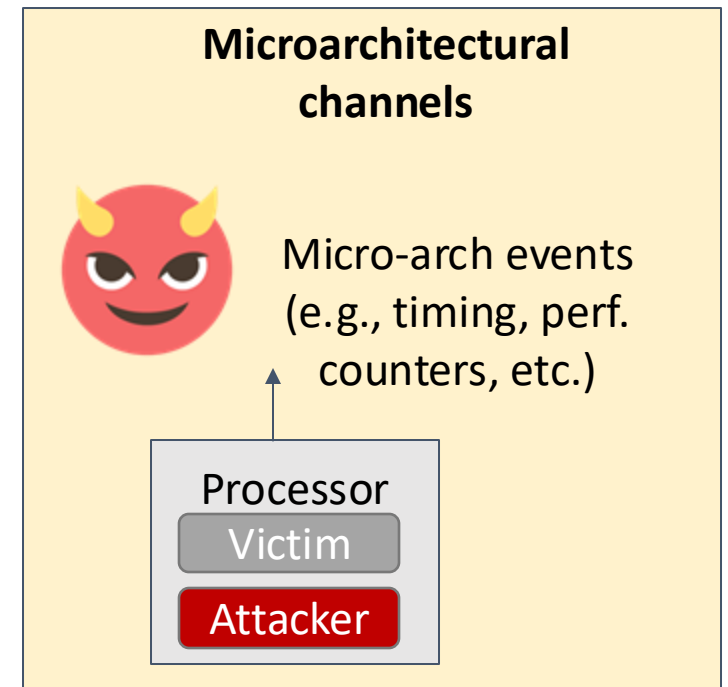 Microarchitectural
channels
Micro-arch events
(e.g., timing, perf.
counters, etc.)
Processor
Victim
Attacker